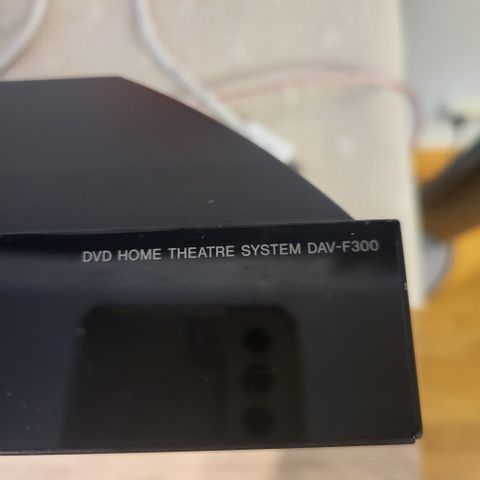 DVD HOME THEATRE SYSTEM DAV-F300